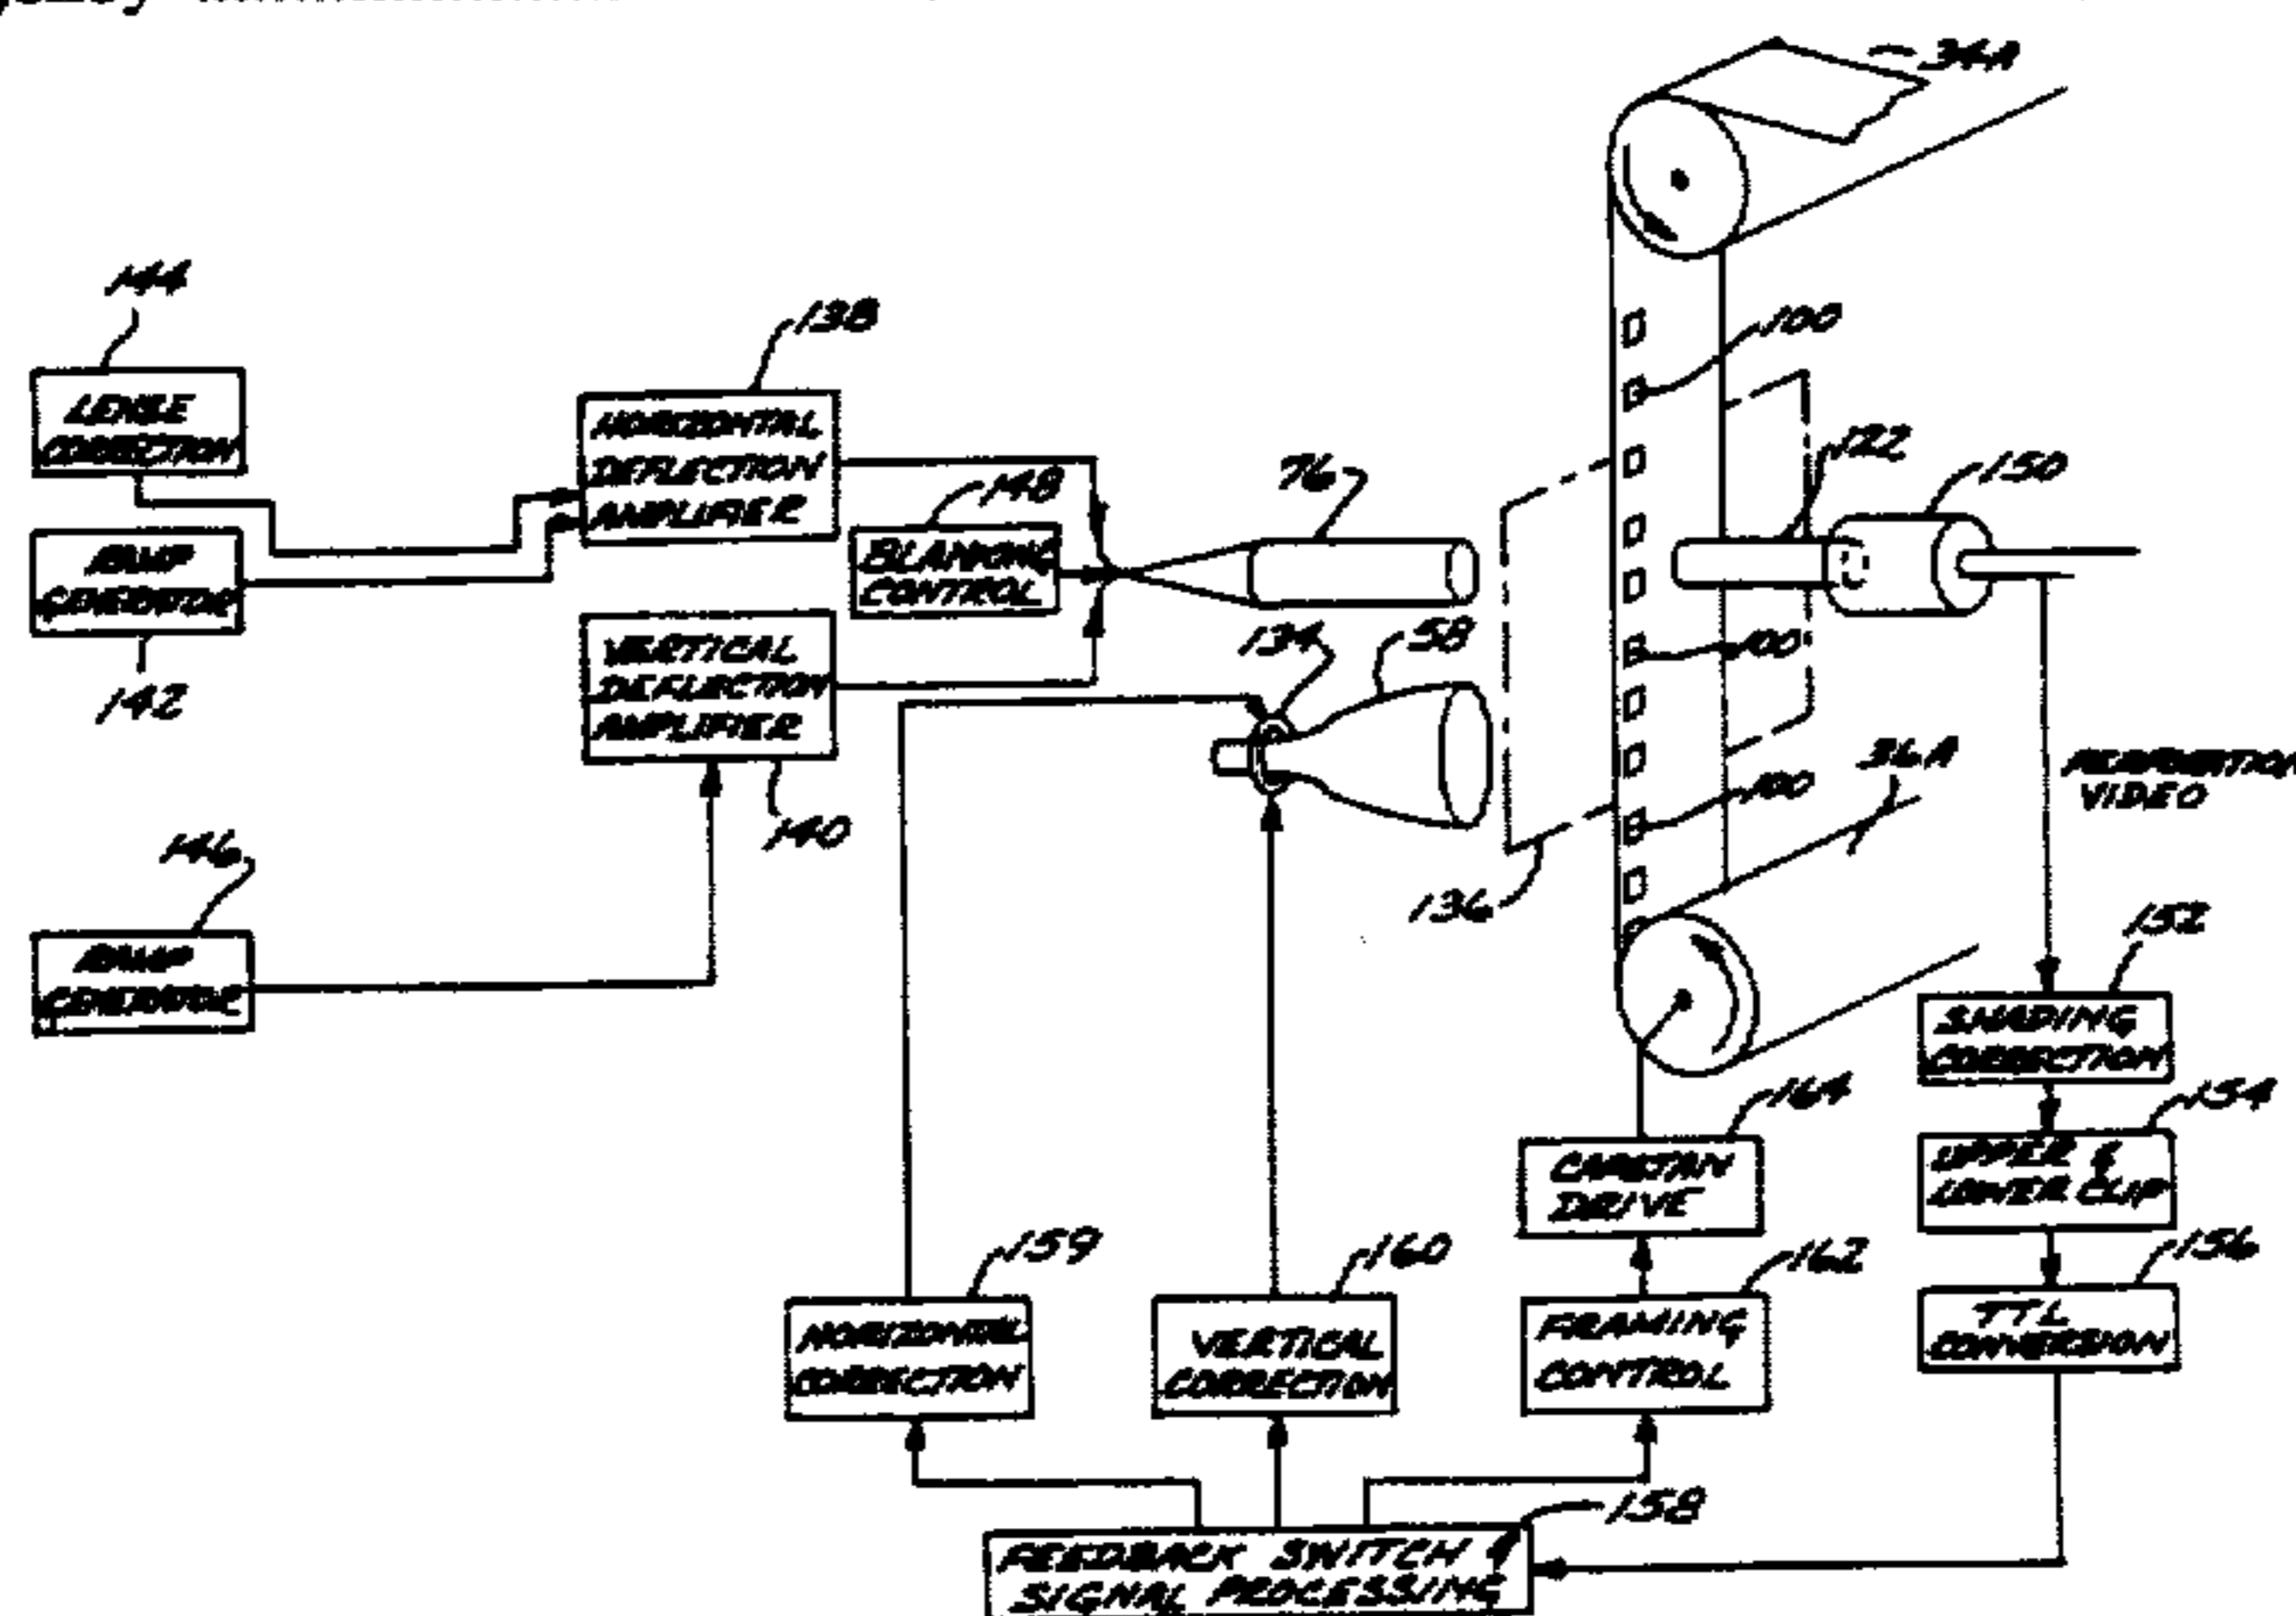 34A
144
138
100
LENSE
CORRECTION
HORIZONTAL
DEFLECTION
AMPLIFIER
148
76
122
150
RAMP
GENERATOR
BLANKING
CONTROL
142
VERTICAL
DEFLECTION
AMPLIFIER
134
58
100
140
36A
PERFORATION
VIDEO
100
146
136
RAMP
GENERATOR
152
SHADING
CORRECTION
164
154
CAPSTAN
DRIVE
UPPER &
LOWER CLIP
159
160
162
156
HORIZONTAL
CORRECTION
VERTICAL
CORRECTION
FRAMING
CONTROL
TTL
CONVERSION
158
FEEDBACK SWITCH &
SIGNAL PROCESSING